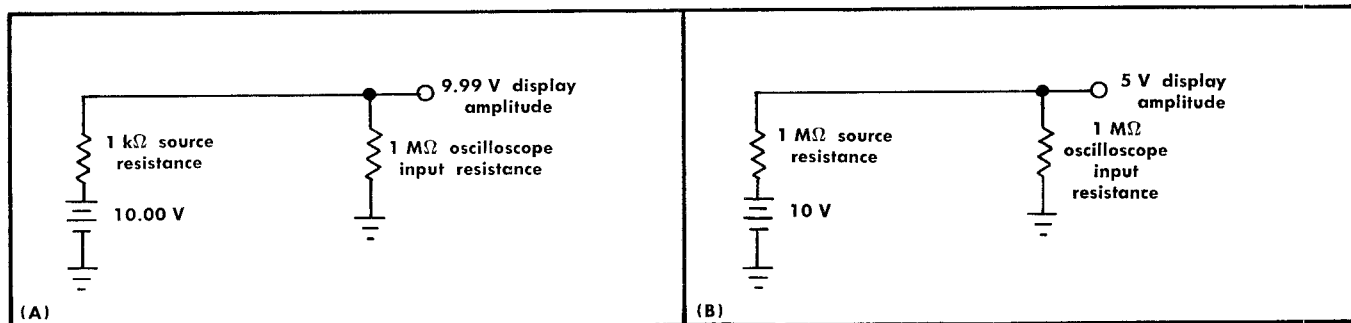 9.99 V display
amplitude
1 kΩ source
resistance
1 MΩ oscilloscope
input resistance
10.00 V
(A)
5 V display
amplitude
1 MΩ source
resistance
1 MΩ
oscilloscope
input
resistance
10 V
(B)